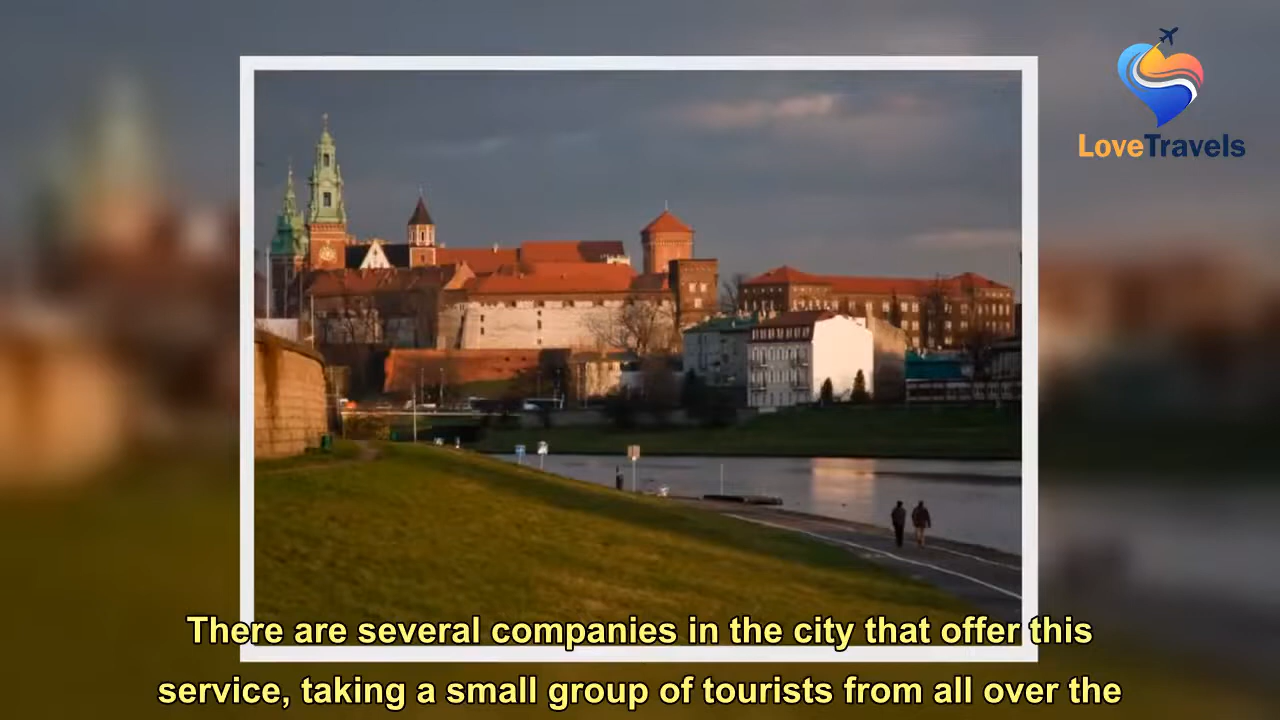 LoveTravels
There are several companies in the city that offer this
service, taking a small group of tourists from all over the